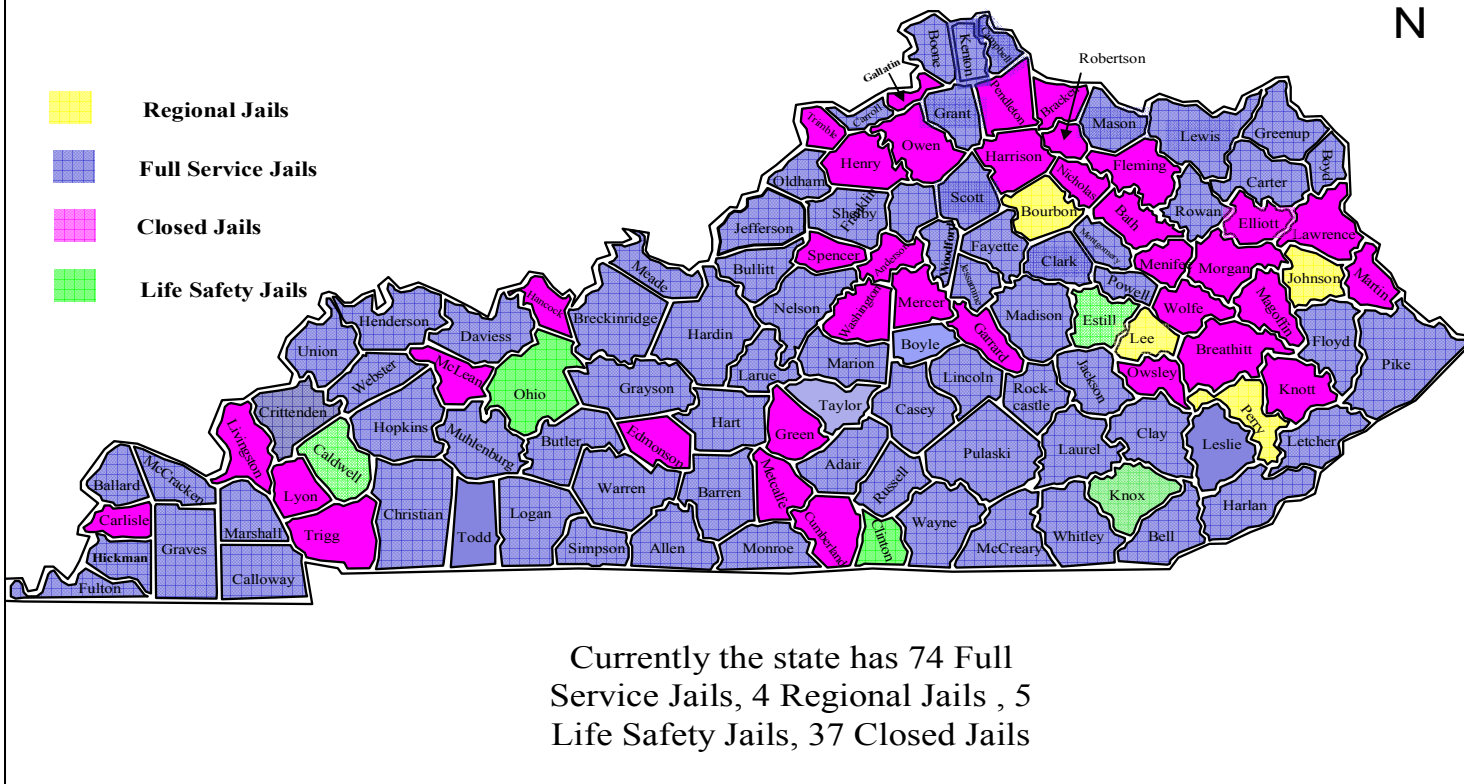 N
Regional Jails
Full Service Jails
Closed Jails
Life Safety Jails
Boone
Kenton
Campbell
Gallatin
Robertson
Carroll
Grant
Pendleton
Bracken
Mason
Lewis
Greenup
Trimble
Owen
Henry
Harrison
Fleming
Boyd
Carter
Oldham
Nicholas
Shelby
Franklin
Scott
Bourbon
Bath
Rowan
Elliott
Lawrence
Jefferson
Fayette
Montgomery
Woodford
Spencer
Anderson
Clark
Menifee
Morgan
Johnson
Martin
Bullitt
Meade
Jessamine
Powell
Magoffin
Hancock
Breckinridge
Nelson
Washington
Mercer
Madison
Estill
Wolfe
Henderson
Daviess
Hardin
Garrard
Lee
Floyd
Union
Boyle
Breathitt
Marion
Webster
McLean
Larue
Lincoln
Jackson
Owsley
Knott
Pike
Ohio
Grayson
Rock-
castle
Crittenden
Taylor
Casey
Perry
Livingston
Hopkins
Muhlenburg
Hart
Green
Butler
Edmonson
Clay
Leslie
Letcher
Caldwell
Adair
Pulaski
Laurel
McCracken
Ballard
Lyon
Warren
Barren
Metcalfe
Russell
Knox
Carlisle
Christian
Logan
Harlan
Marshall
Trigg
Todd
Cumberland
Clinton
Wayne
Whitley
Bell
Hickman
Graves
Simpson
Allen
Monroe
McCreary
Calloway
Fulton
Currently the state has 74 Full
Service Jails, 4 Regional Jails , 5
Life Safety Jails, 37 Closed Jails